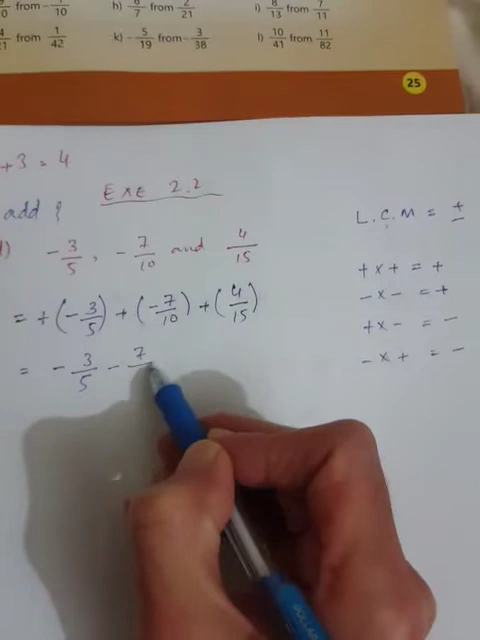 from -7/10 h) 6/7 from 2/21 i) 8/13 from 7/11
from 1/42 k) -5/19 from -3/38 l) 10/41 from 11/82
25
+3 = 4
EXE 2.2
add {
-3/5, -7/10 and 4/15
= +(-3/5) + (-7/10) + (4/15)
= -3/5 - 7
L.C.M = ±
+x+ = +
-x- = +
+x- = -
-x+ = -
DOLLAR